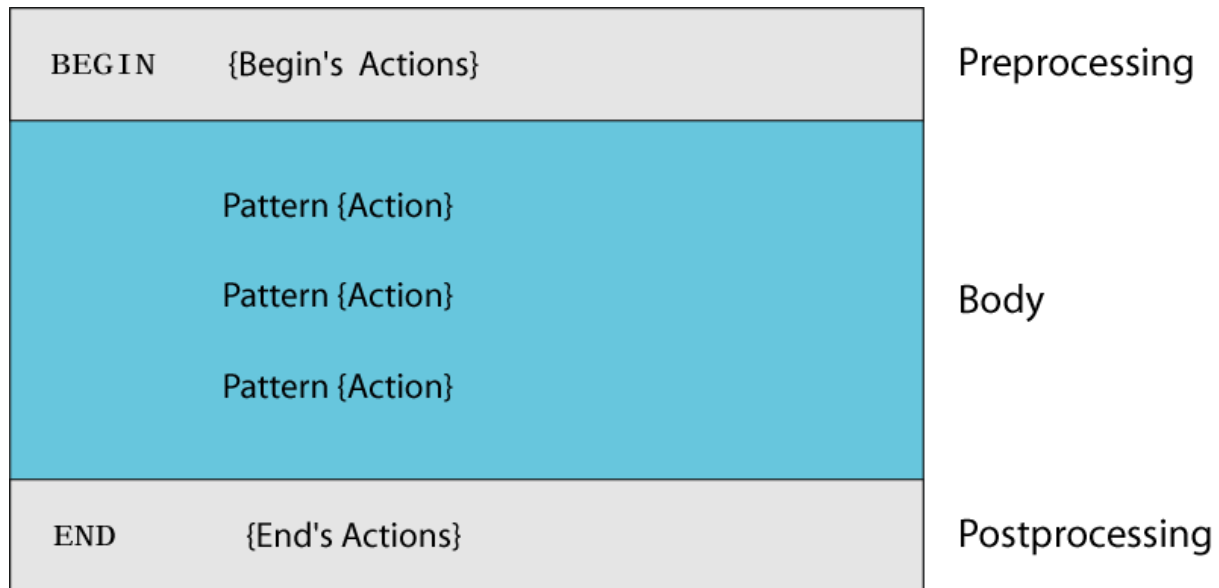 BEGIN {Begin's Actions} Preprocessing
Pattern {Action}
Pattern {Action} Body
Pattern {Action}
END {End's Actions} Postprocessing